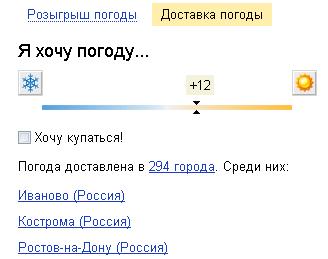 Розыгрыш погоды Доставка погоды
Я хочу погоду...
+12
Хочу купаться!
Погода доставлена в 294 города. Среди них:
Иваново (Россия)
Кострома (Россия)
Ростов-на-Дону (Россия)